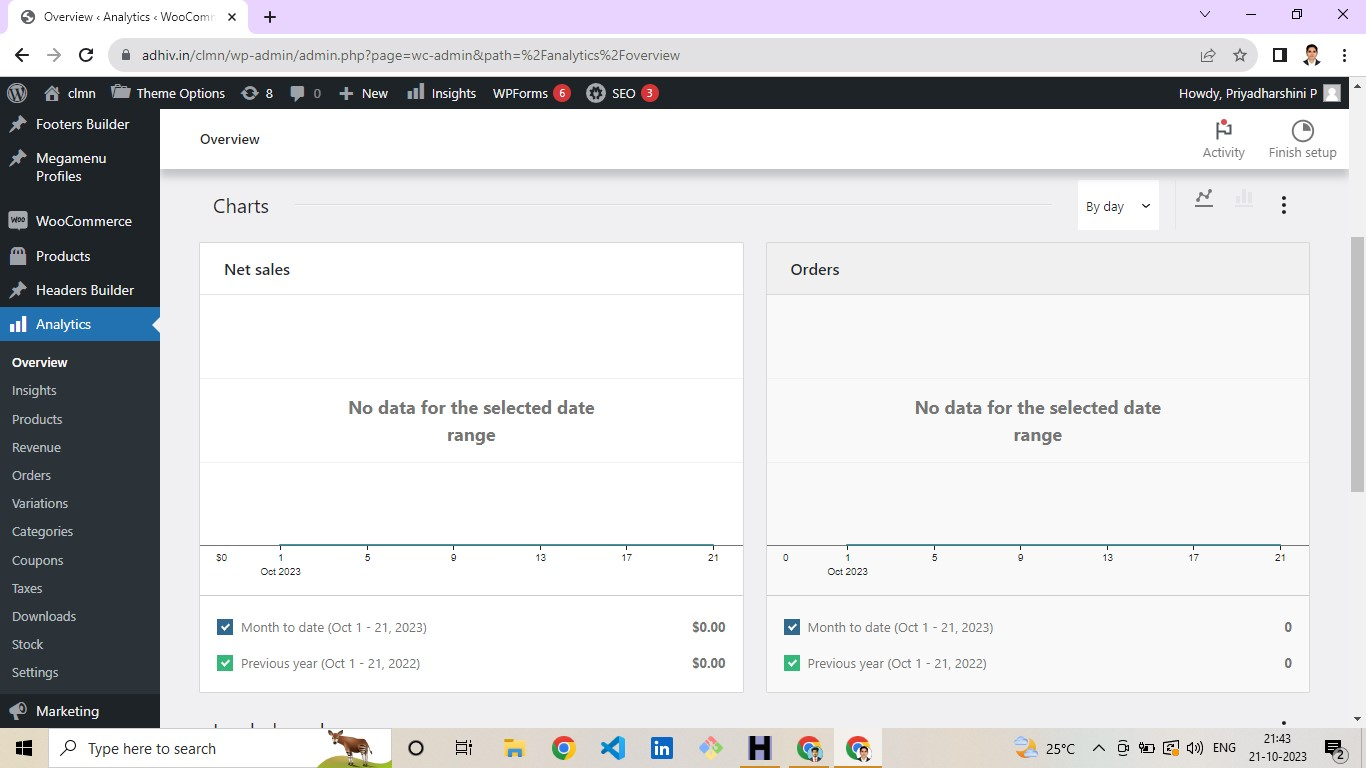 Overview ‹ Analytics ‹ WooComm
adhiv.in/clmn/wp-admin/admin.php?page=wc-admin&path=%2Fanalytics%2Foverview
clmn Theme Options 8 0 New Insights WPForms 6 SEO 3 Howdy, Priyadharshini P
Footers Builder
Megamenu
Profiles
WOO WooCommerce
Products
Headers Builder
Analytics
Overview
Insights
Products
Revenue
Orders
Variations
Categories
Coupons
Taxes
Downloads
Stock
Settings
Marketing
Overview
Activity
Finish setup
Charts
By day
Net sales
No data for the selected date
range
$0 1 5 9 13 17 21
Oct 2023
Month to date (Oct 1 - 21, 2023) $0.00
Previous year (Oct 1 - 21, 2022) $0.00
Orders
No data for the selected date
range
0 1 5 9 13 17 21
Oct 2023
Month to date (Oct 1 - 21, 2023) 0
Previous year (Oct 1 - 21, 2022) 0
Type here to search
25°C
ENG
21:43
21-10-2023
2